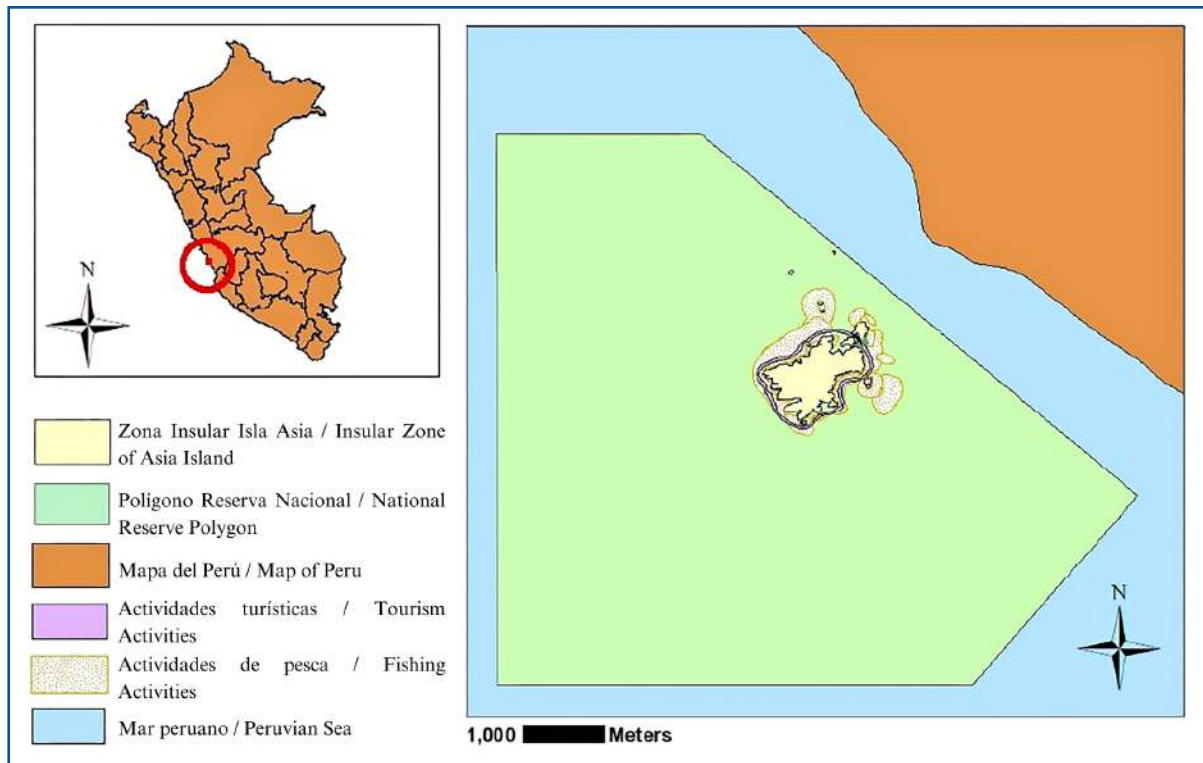 N
Zona Insular Isla Asia / Insular Zone
of Asia Island
Polígono Reserva Nacional / National
Reserve Polygon
Mapa del Perú / Map of Peru
Actividades turísticas / Tourism
Activities
Actividades de pesca / Fishing
Activities
Mar peruano / Peruvian Sea
N
1,000 Meters